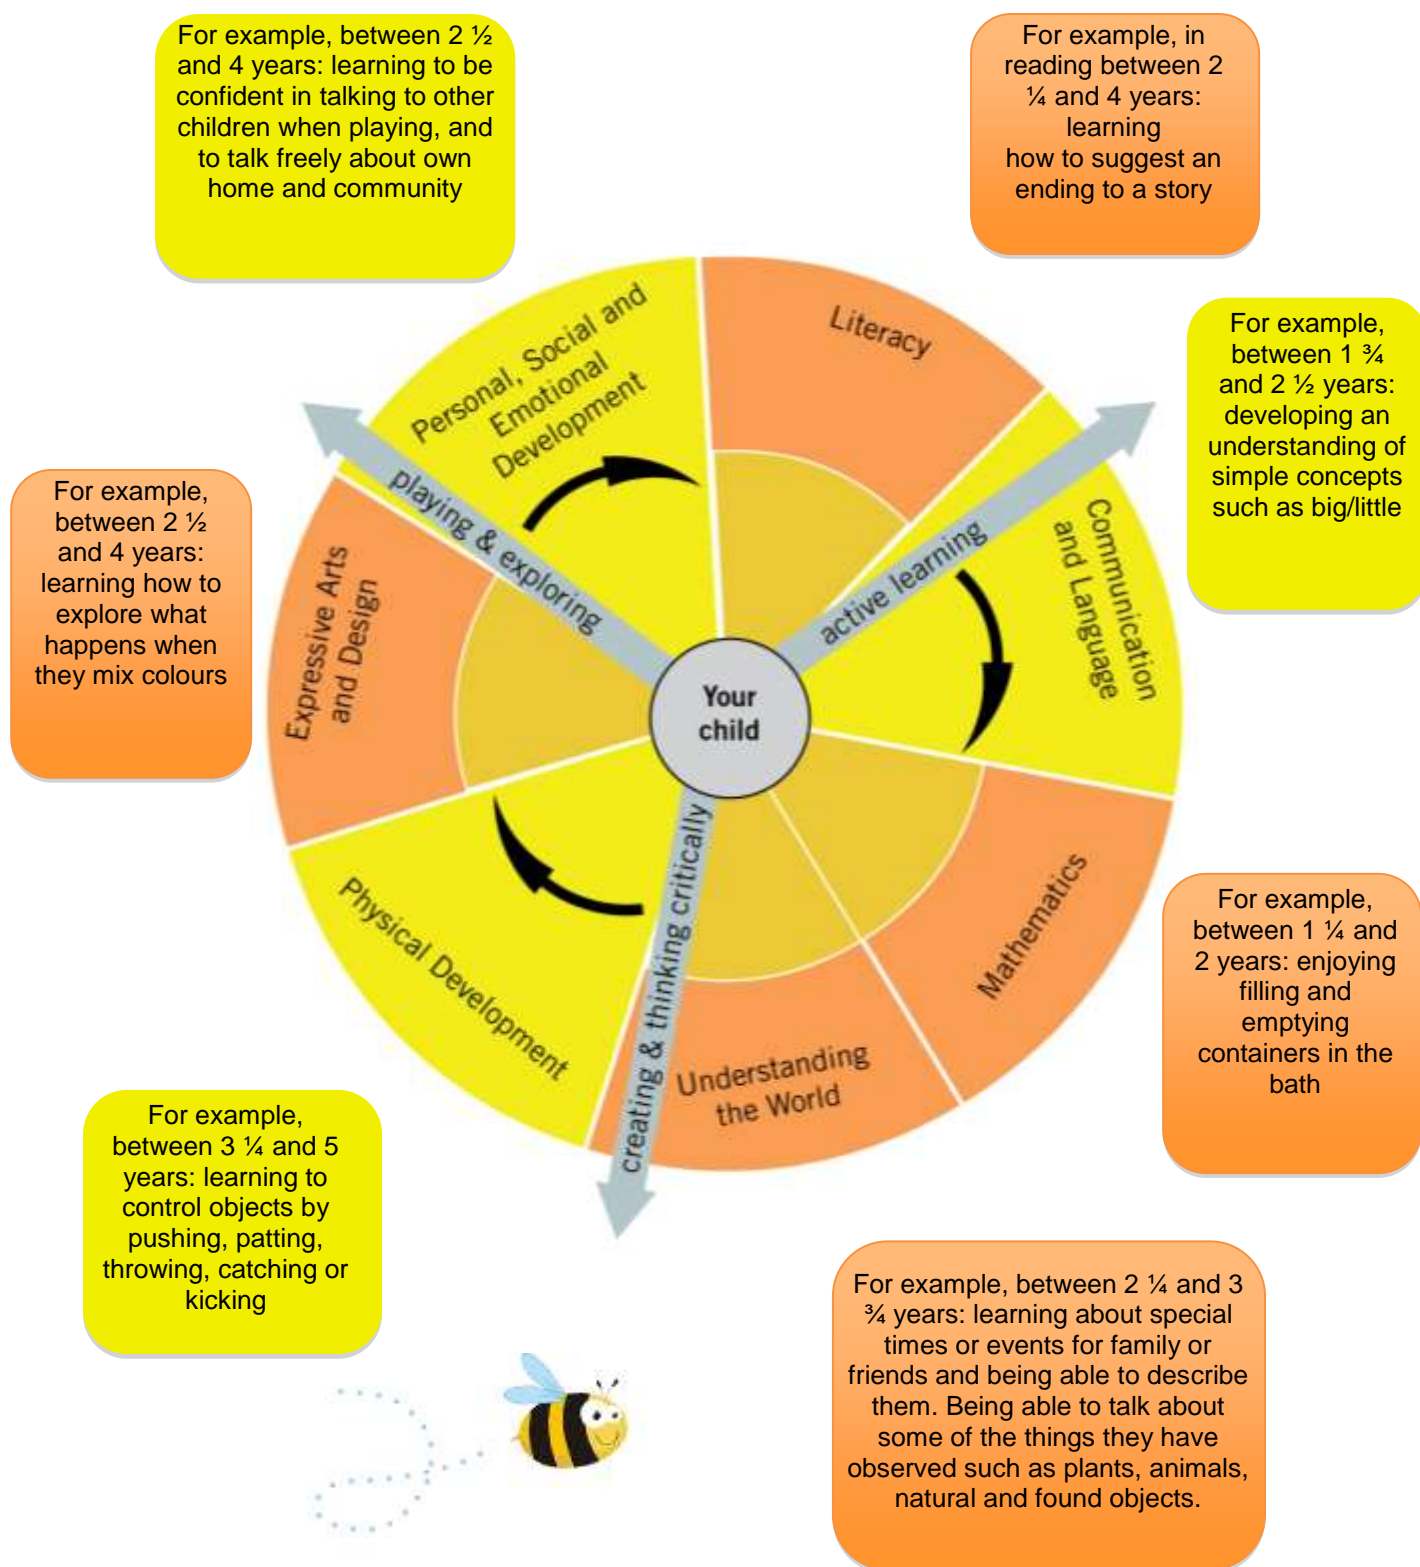 For example, between 2 ½
and 4 years: learning to be
confident in talking to other
children when playing, and
to talk freely about own
home and community
For example, in
reading between 2
¼ and 4 years:
learning
how to suggest an
ending to a story
For example,
between 1 ¾
and 2 ½ years:
developing an
understanding of
simple concepts
such as big/little
For example,
between 2 ½
and 4 years:
learning how to
explore what
happens when
they mix colours
Personal, Social and
Emotional
Development
Literacy
Communication
and Language
Mathematics
Understanding
the World
Physical Development
Expressive Arts
and Design
playing & exploring
active learning
creating & thinking critically
Your
child
For example,
between 1 ¼ and
2 years: enjoying
filling and
emptying
containers in the
bath
For example,
between 3 ¼ and 5
years: learning to
control objects by
pushing, patting,
throwing, catching or
kicking
For example, between 2 ¼ and 3
¾ years: learning about special
times or events for family or
friends and being able to describe
them. Being able to talk about
some of the things they have
observed such as plants, animals,
natural and found objects.